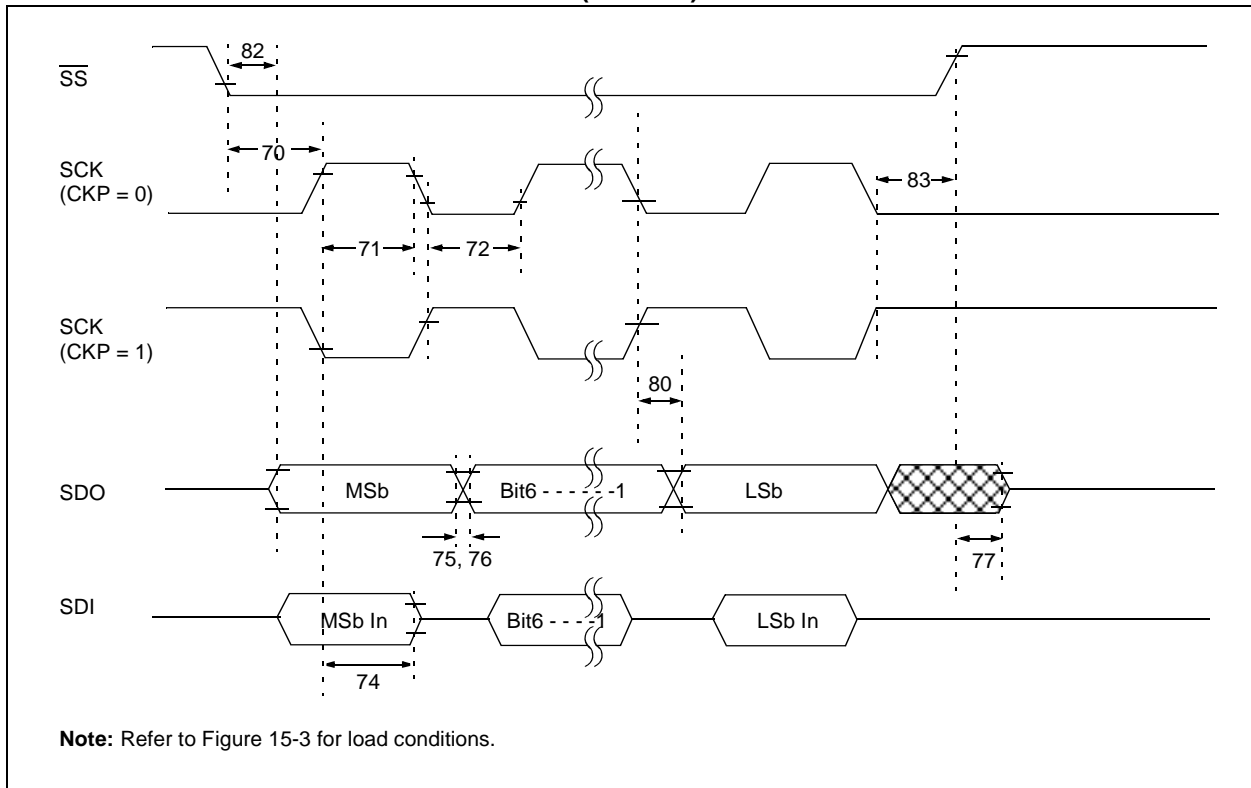 82
SS
70
SCK
(CKP = 0)
83
71
72
SCK
(CKP = 1)
80
SDO
MSb
Bit6 - - - - - -1
LSb
75, 76
77
SDI
MSb In
Bit6 - - - - 1
LSb In
74
Note: Refer to Figure 15-3 for load conditions.